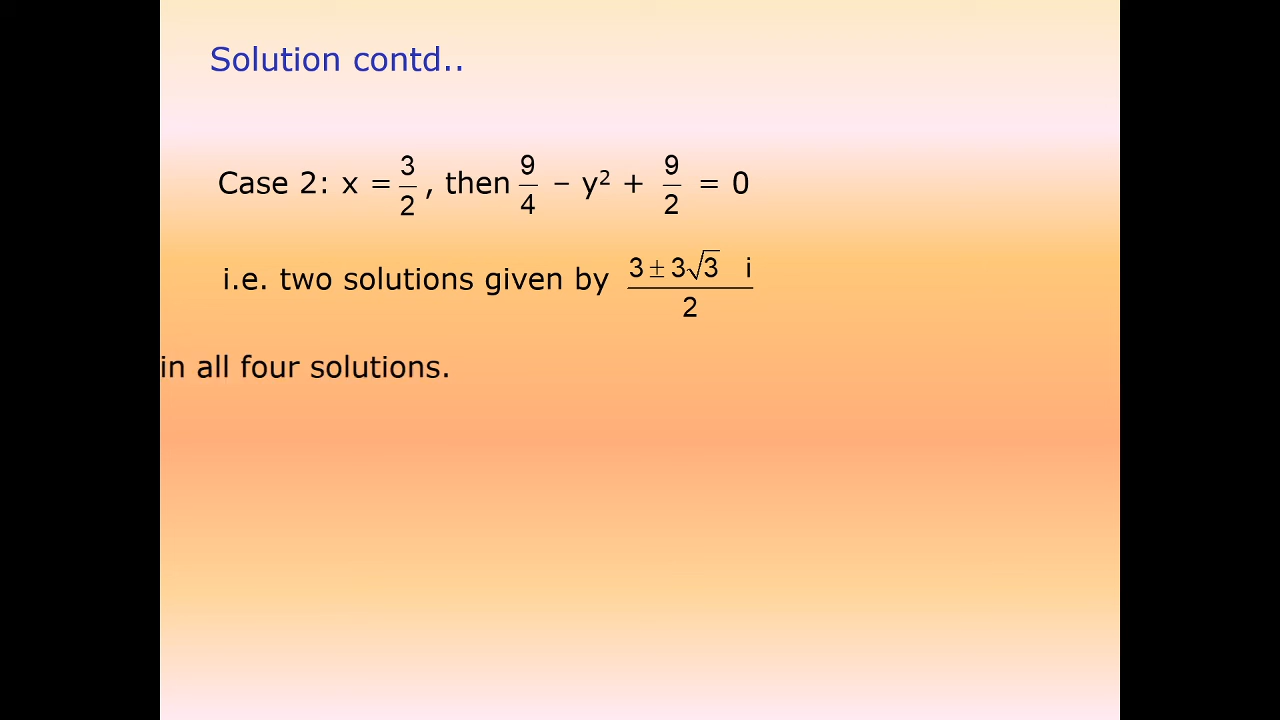 Solution contd..
Case 2: x = 3/2 , then 9/4 – y² + 9/2 = 0
i.e. two solutions given by (3 ± 3√3 i)/2
in all four solutions.